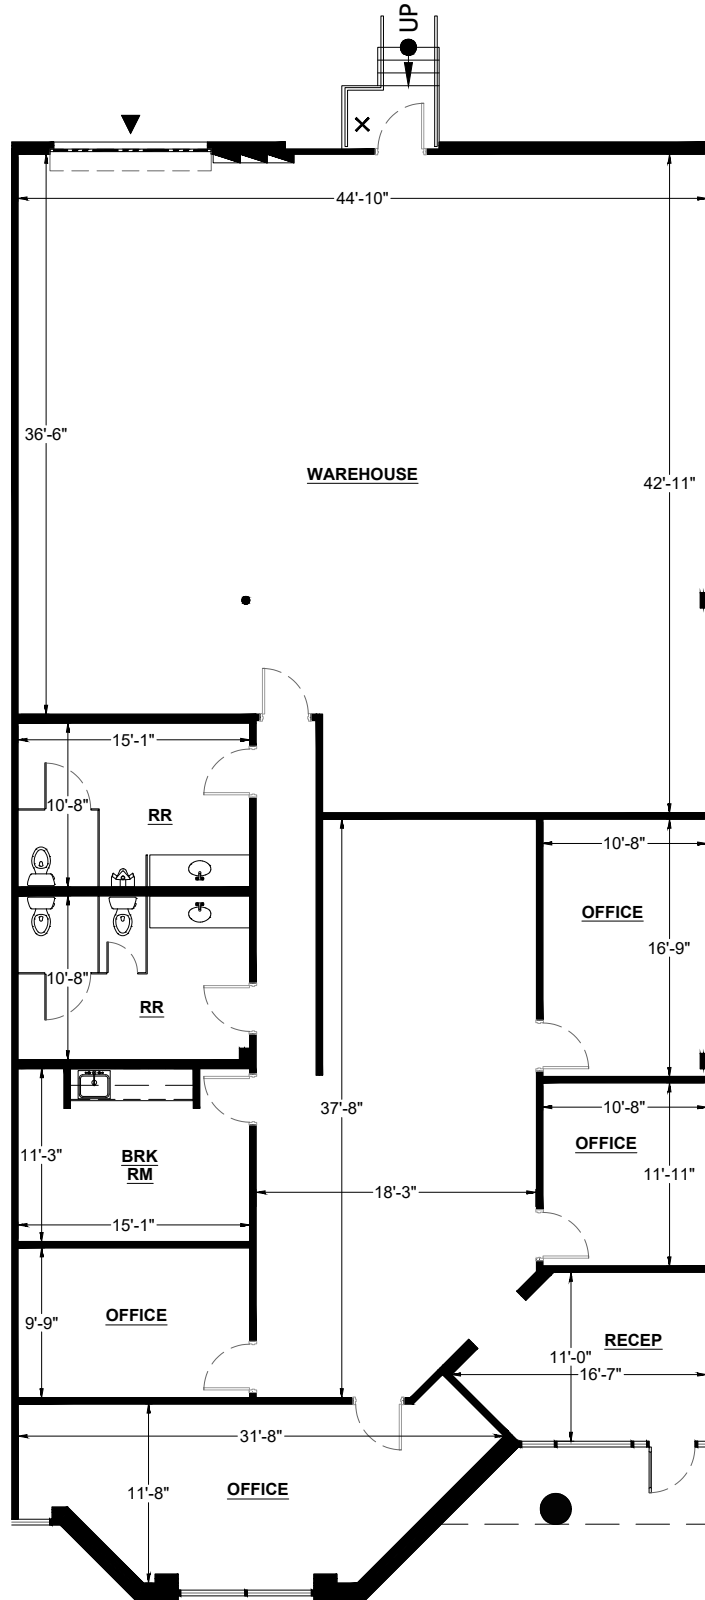 UP
44'-10"
36'-6"
WAREHOUSE
42'-11"
15'-1"
10'-8"
RR
10'-8"
OFFICE
16'-9"
10'-8"
RR
37'-8"
10'-8"
OFFICE
11'-3"
BRK
RM
11'-11"
18'-3"
15'-1"
OFFICE
9'-9"
RECEP
11'-0"
16'-7"
31'-8"
11'-8"
OFFICE